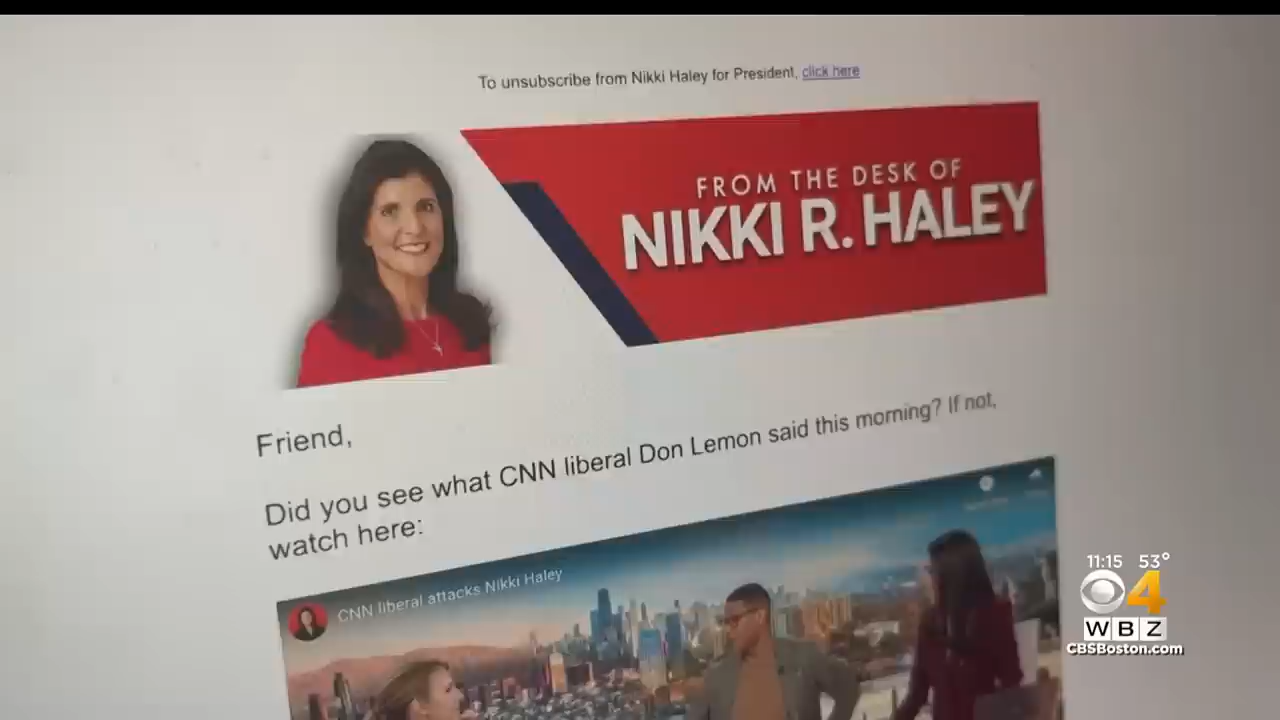 To unsubscribe from Nikki Haley for President, click here
FROM THE DESK OF
NIKKI R. HALEY
Friend,
Did you see what CNN liberal Don Lemon said this morning? If not,
watch here:
CNN liberal attacks Nikki Haley
11:15 53°
4
WBZ
CBSBoston.com